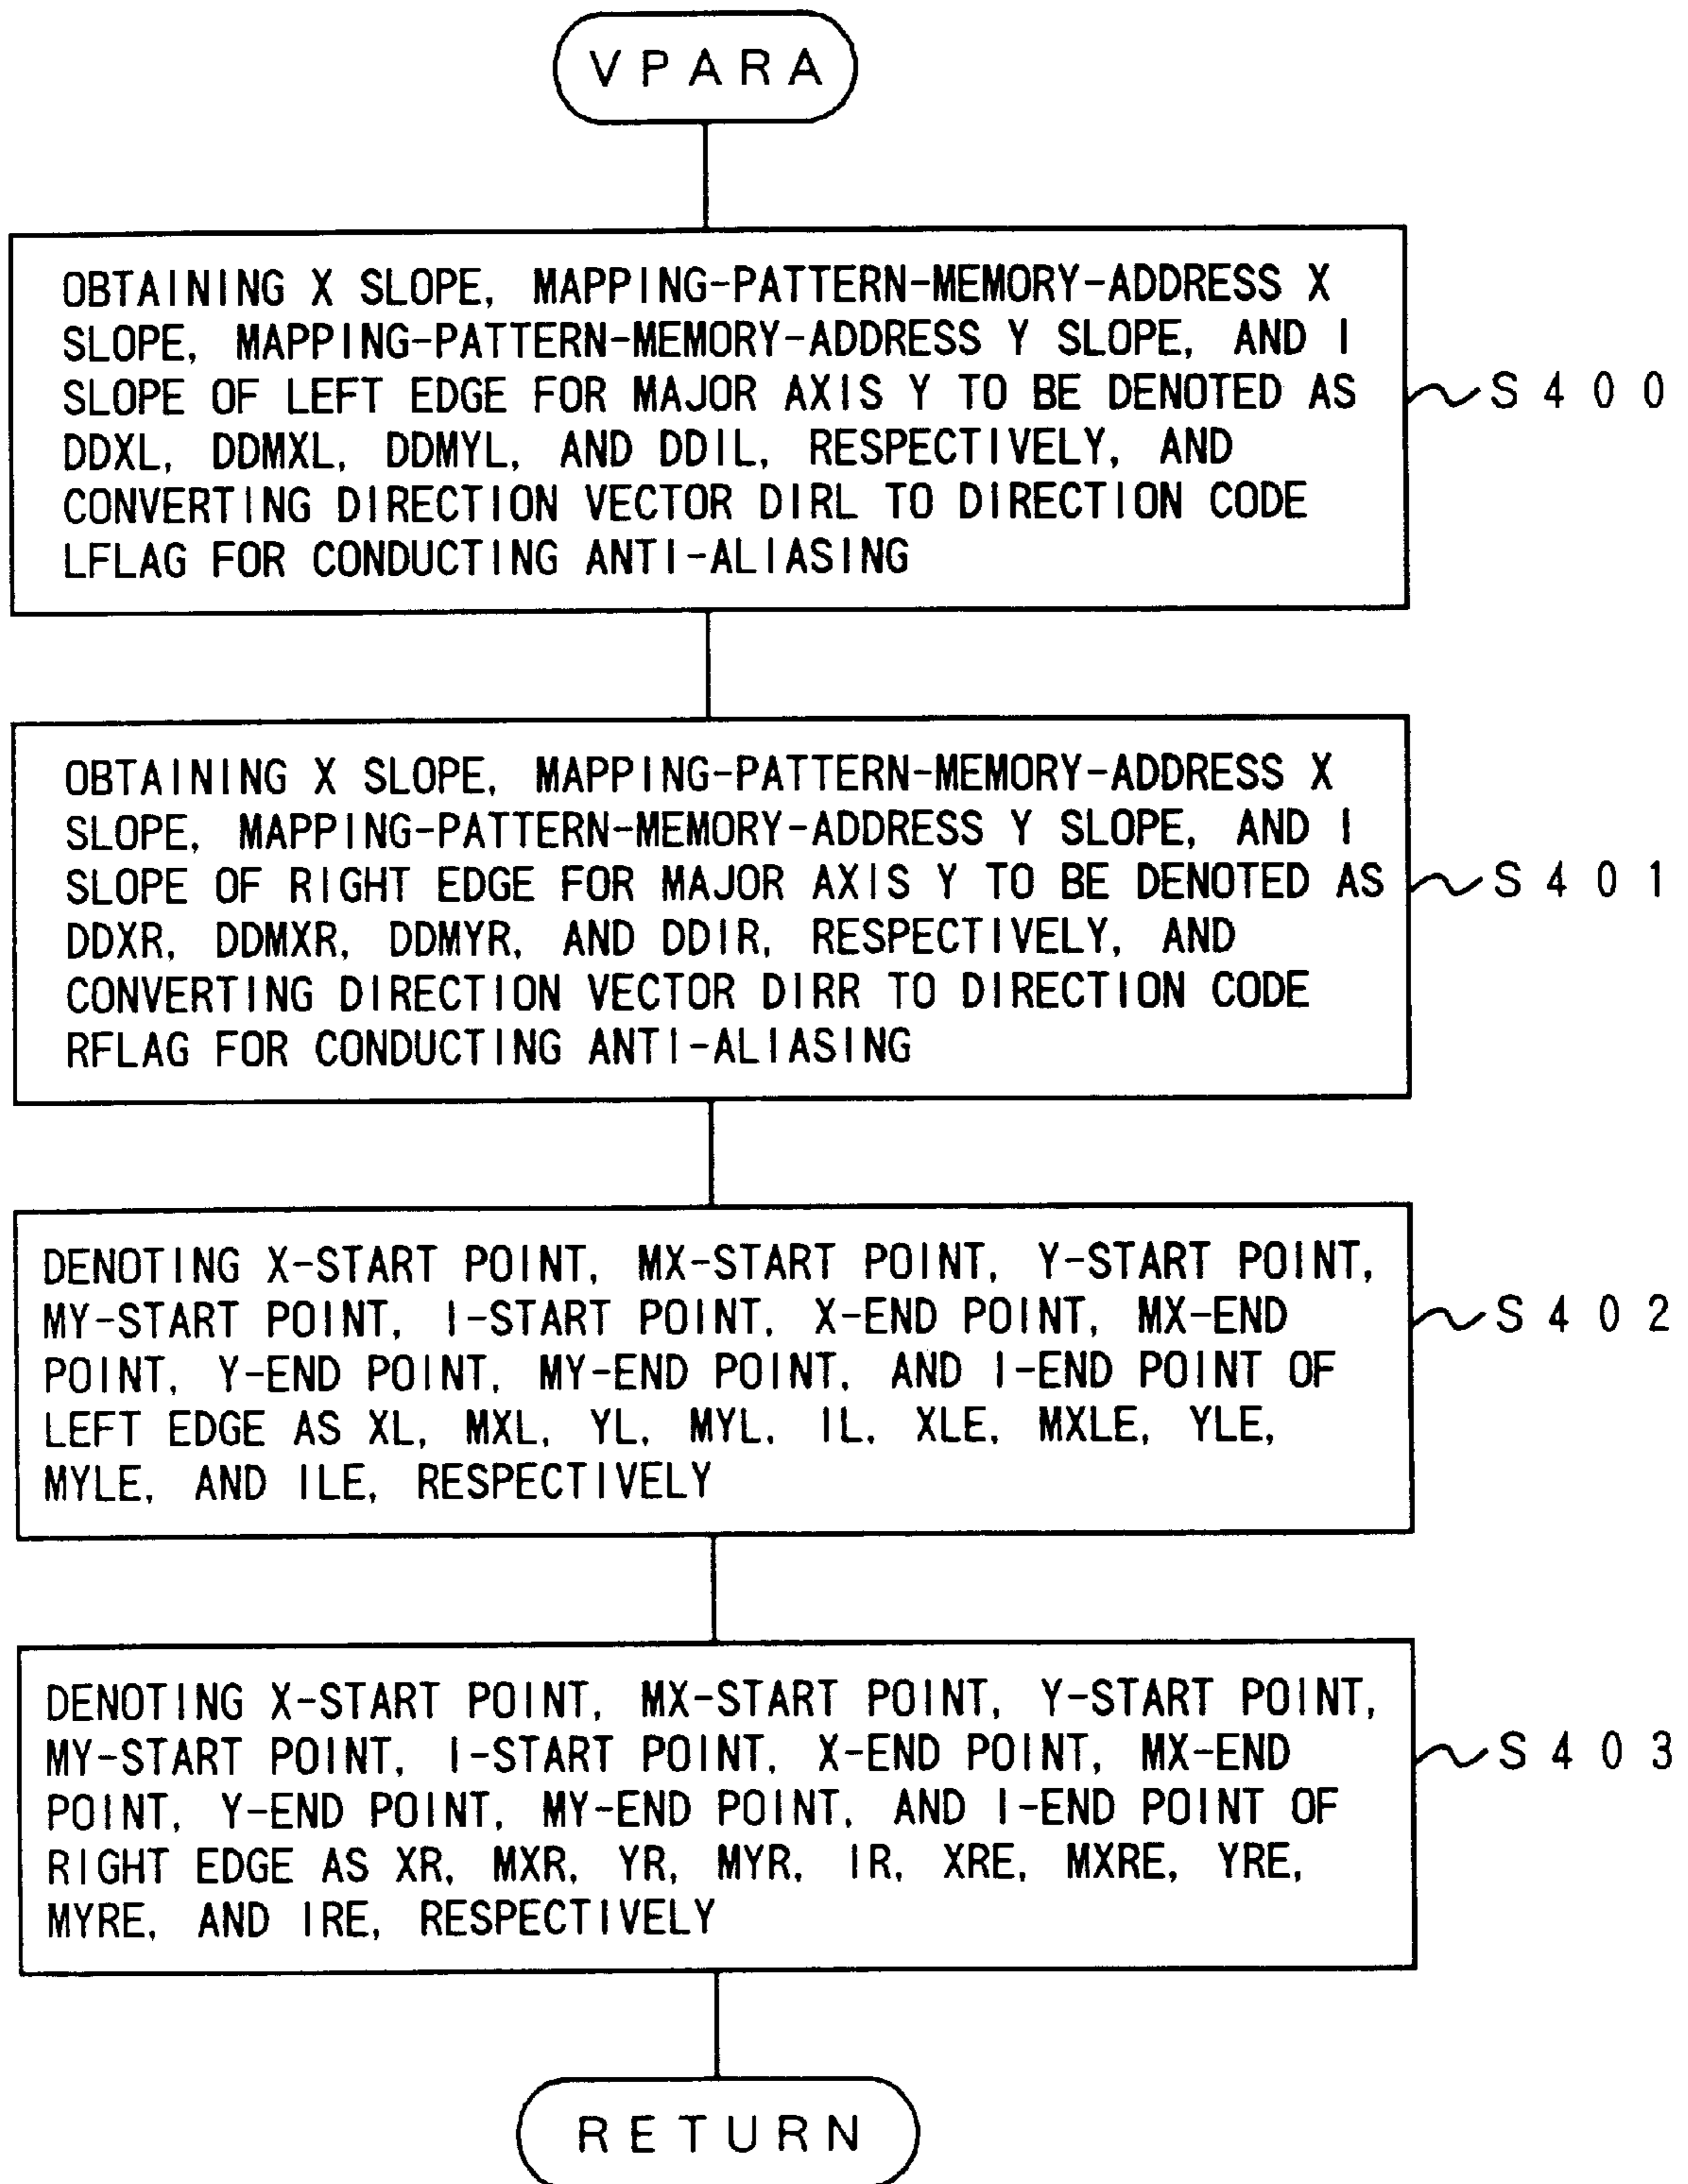 VPARA
OBTAINING X SLOPE, MAPPING-PATTERN-MEMORY-ADDRESS X
SLOPE, MAPPING-PATTERN-MEMORY-ADDRESS Y SLOPE, AND I
SLOPE OF LEFT EDGE FOR MAJOR AXIS Y TO BE DENOTED AS
DDXL, DDMXL, DDMYL, AND DDIL, RESPECTIVELY, AND
CONVERTING DIRECTION VECTOR DIRL TO DIRECTION CODE
LFLAG FOR CONDUCTING ANTI-ALIASING
S400
OBTAINING X SLOPE, MAPPING-PATTERN-MEMORY-ADDRESS X
SLOPE, MAPPING-PATTERN-MEMORY-ADDRESS Y SLOPE, AND I
SLOPE OF RIGHT EDGE FOR MAJOR AXIS Y TO BE DENOTED AS
DDXR, DDMXR, DDMYR, AND DDIR, RESPECTIVELY, AND
CONVERTING DIRECTION VECTOR DIRR TO DIRECTION CODE
RFLAG FOR CONDUCTING ANTI-ALIASING
S401
DENOTING X-START POINT, MX-START POINT, Y-START POINT,
MY-START POINT, I-START POINT, X-END POINT, MX-END
POINT, Y-END POINT, MY-END POINT, AND I-END POINT OF
LEFT EDGE AS XL, MXL, YL, MYL, IL, XLE, MXLE, YLE,
MYLE, AND ILE, RESPECTIVELY
S402
DENOTING X-START POINT, MX-START POINT, Y-START POINT,
MY-START POINT, I-START POINT, X-END POINT, MX-END
POINT, Y-END POINT, MY-END POINT, AND I-END POINT OF
RIGHT EDGE AS XR, MXR, YR, MYR, IR, XRE, MXRE, YRE,
MYRE, AND IRE, RESPECTIVELY
S403
RETURN